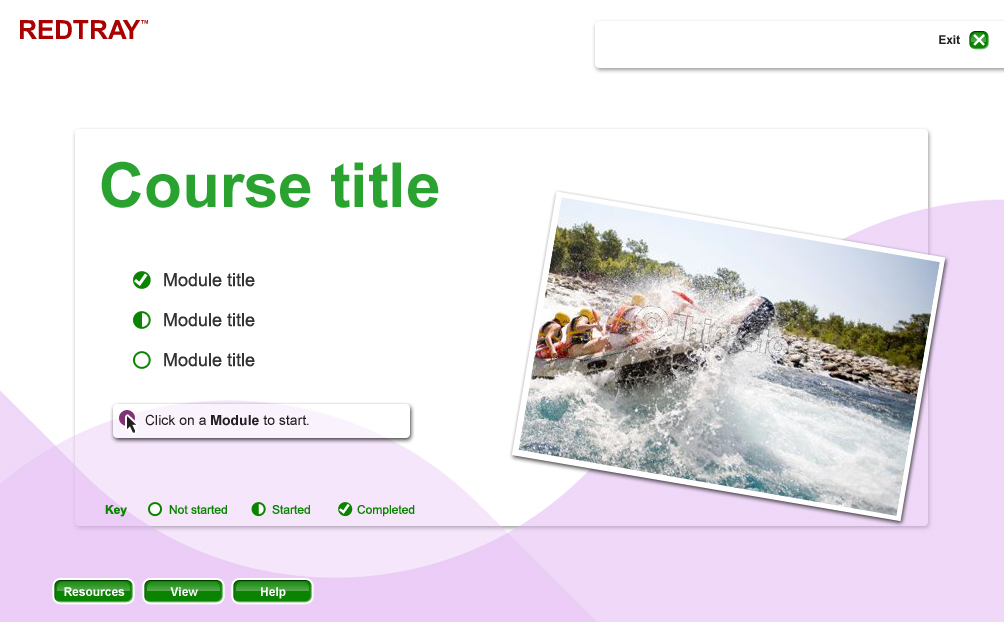 REDTRAY™
Exit
Course title
Module title
Module title
Module title
Click on a Module to start.
Key Not started Started Completed
Resources View Help